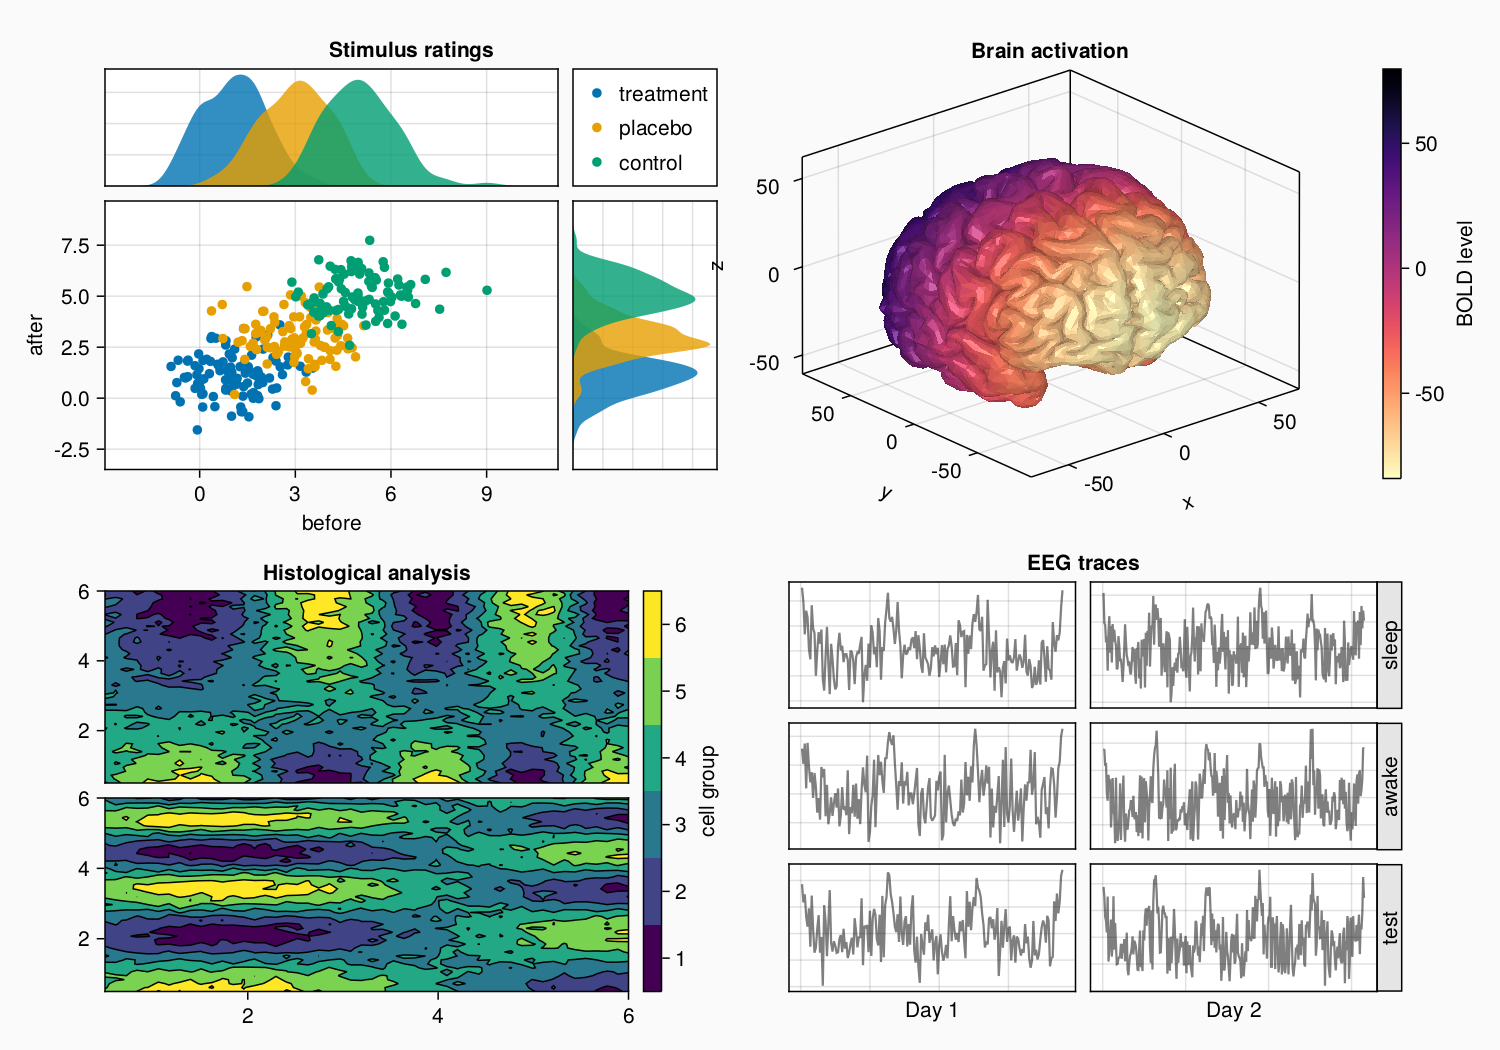 Stimulus ratings
treatment
placebo
control
7.5
5.0
2.5
0.0
-2.5
after
0
3
6
9
before
Brain activation
50
0
-50
z
50
0
-50
y
-50
0
50
x
50
0
-50
BOLD level
Histological analysis
6
4
2
6
4
2
2
4
6
6
5
4
3
2
1
cell group
EEG traces
sleep
awake
test
Day 1
Day 2